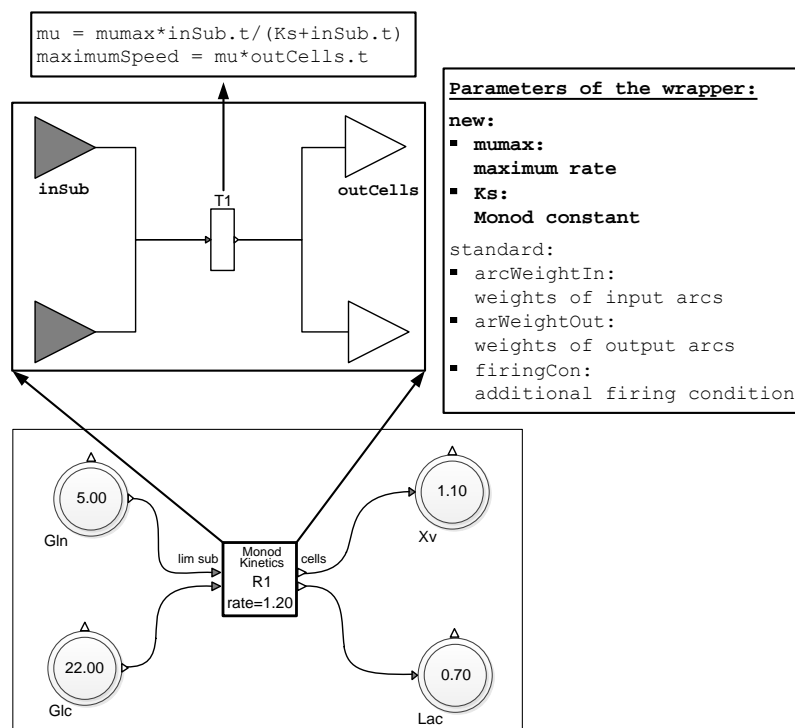 mu = mumax*inSub.t/(Ks+inSub.t)
maximumSpeed = mu*outCells.t
inSub
T1
outCells
Parameters of the wrapper:
new:
▪ mumax:
maximum rate
▪ Ks:
Monod constant
standard:
▪ arcWeightIn:
weights of input arcs
▪ arWeightOut:
weights of output arcs
▪ firingCon:
additional firing condition
5.00
Gln
1.10
Xv
lim sub
Monod
Kinetics
cells
R1
rate=1.20
22.00
Glc
0.70
Lac